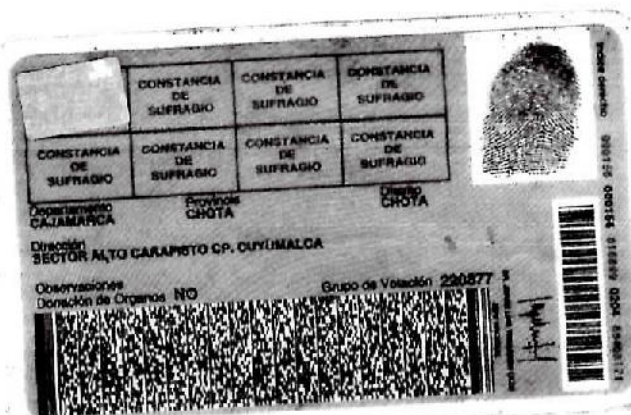 CONSTANCIA DE SUFRAGIO
CONSTANCIA DE SUFRAGIO
CONSTANCIA DE SUFRAGIO
CONSTANCIA DE SUFRAGIO
CONSTANCIA DE SUFRAGIO
CONSTANCIA DE SUFRAGIO
CONSTANCIA DE SUFRAGIO
Departamento Provincia Distrito
CAJAMARCA CHOTA CHOTA
Dirección
SECTOR ALTO CARAPISTO CP. CUYUMALCA
Observaciones
Donación de Organos NO Grupo de Votación 220877